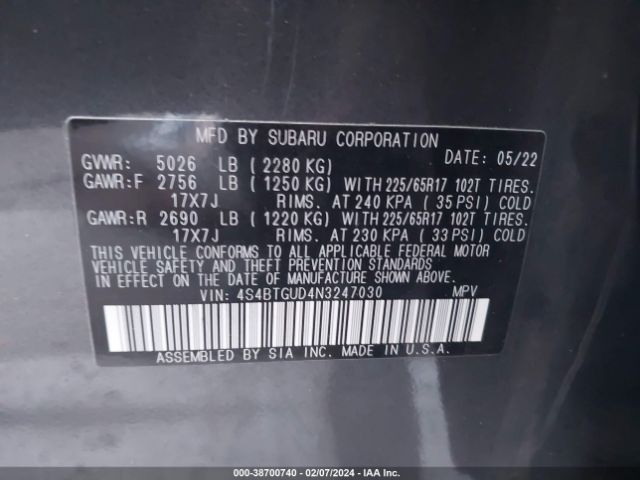 MFD BY SUBARU CORPORATION
GVWR: 5026 LB (2280 KG) DATE: 05/22
GAWR:F 2756 LB (1250 KG) WITH 225/65R17 102T TIRES.
17X7J RIMS. AT 240 KPA (35 PSI) COLD
GAWR:R 2690 LB (1220 KG) WITH 225/65R17 102T TIRES.
17X7J RIMS. AT 230 KPA (33 PSI) COLD
THIS VEHICLE CONFORMS TO ALL APPLICABLE FEDERAL MOTOR
VEHICLE SAFETY AND THEFT PREVENTION STANDARDS IN
EFFECT ON THE DATE OF MANUFACTURE SHOWN ABOVE.
VIN: 4S4BTGUD4N3247030 MPV
ASSEMBLED BY SIA INC. MADE IN U.S.A.
000-38700740 - 02/07/2024 - IAA Inc.